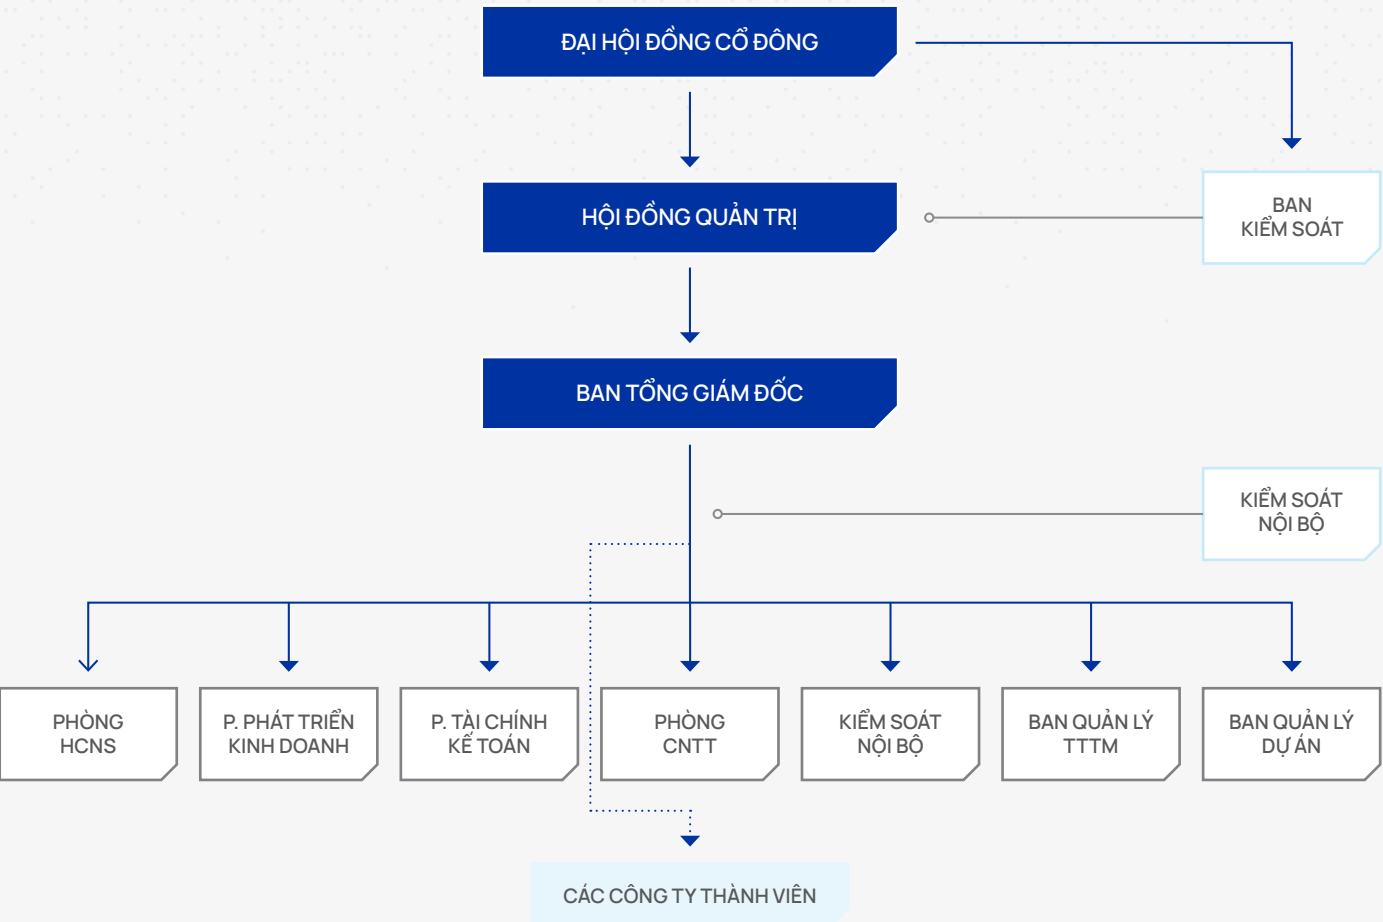 ĐẠI HỘI ĐỒNG CỔ ĐÔNG
HỘI ĐỒNG QUẢN TRỊ
BAN
KIỂM SOÁT
BAN TỔNG GIÁM ĐỐC
KIỂM SOÁT
NỘI BỘ
PHÒNG
HCNS
P. PHÁT TRIỂN
KINH DOANH
P. TÀI CHÍNH
KẾ TOÁN
PHÒNG
CNTT
KIỂM SOÁT
NỘI BỘ
BAN QUẢN LÝ
TTTM
BAN QUẢN LÝ
DỰ ÁN
CÁC CÔNG TY THÀNH VIÊN